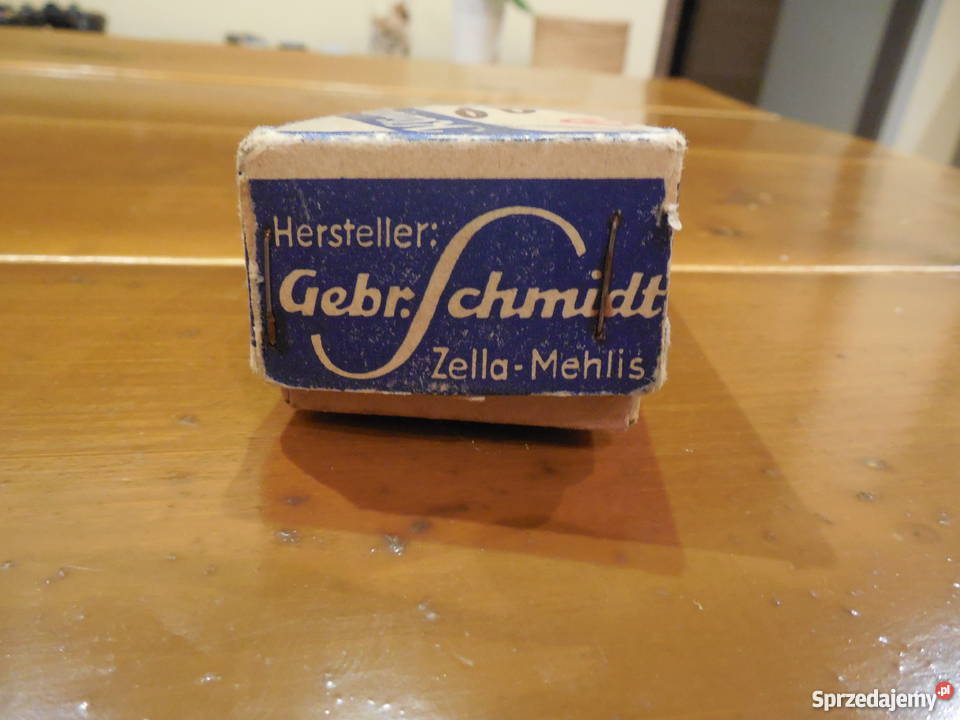 Hersteller:
Gebr. Schmidt
Zella-Mehlis
Sprzedajemy.pl